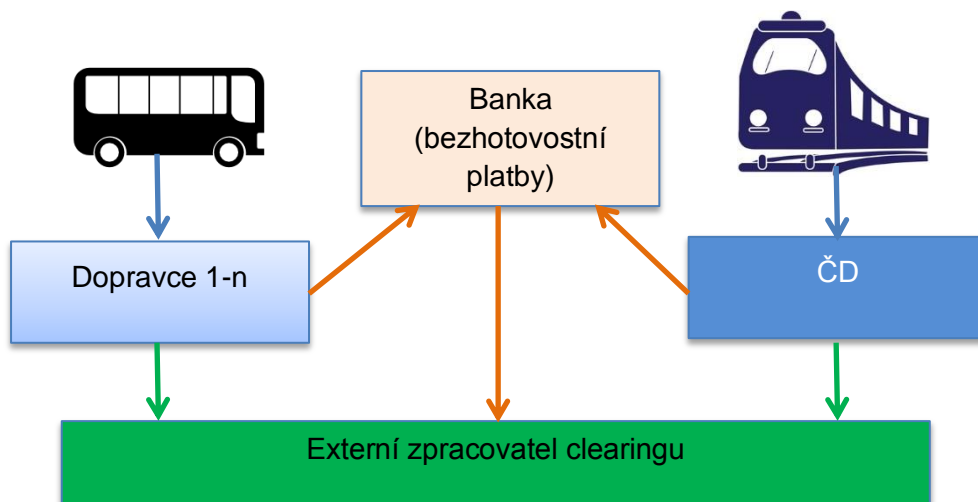 Banka
(bezhotovostní
platby)
Dopravce 1-n
ČD
Externí zpracovatel clearingu